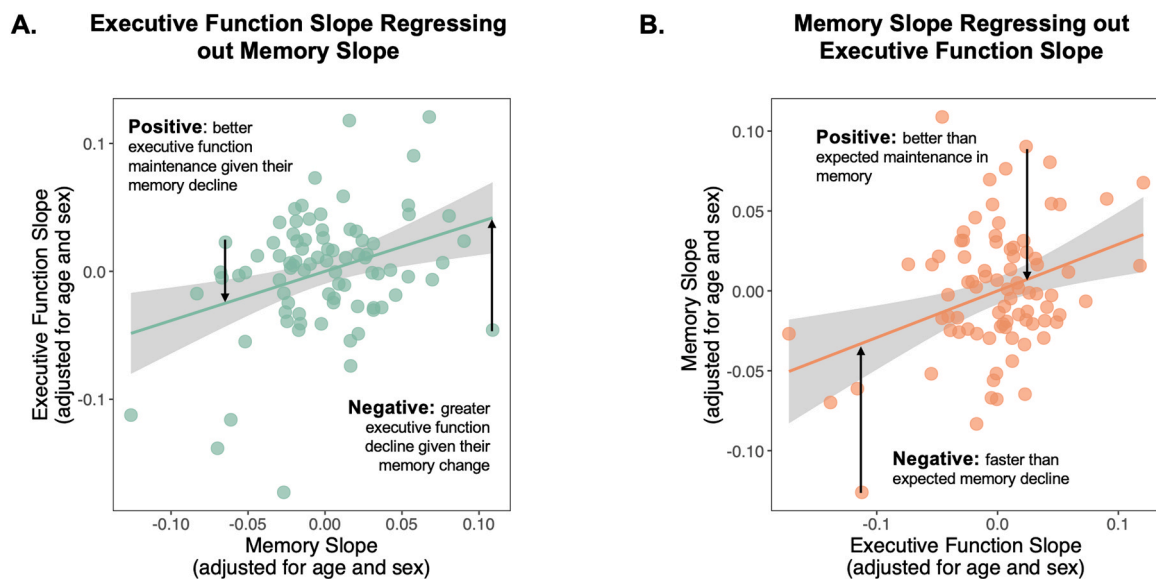 A.
Executive Function Slope Regressing
out Memory Slope
Positive: better
executive function
maintenance given their
memory decline
Negative: greater
executive function
decline given their
memory change
0.1
0.0
-0.1
Executive Function Slope
(adjusted for age and sex)
-0.10
-0.05
0.00
0.05
0.10
Memory Slope
(adjusted for age and sex)
B.
Memory Slope Regressing out
Executive Function Slope
Positive: better than
expected maintenance in
memory
Negative: faster than
expected memory decline
0.10
0.05
0.00
-0.05
-0.10
Memory Slope
(adjusted for age and sex)
-0.1
0.0
0.1
Executive Function Slope
(adjusted for age and sex)